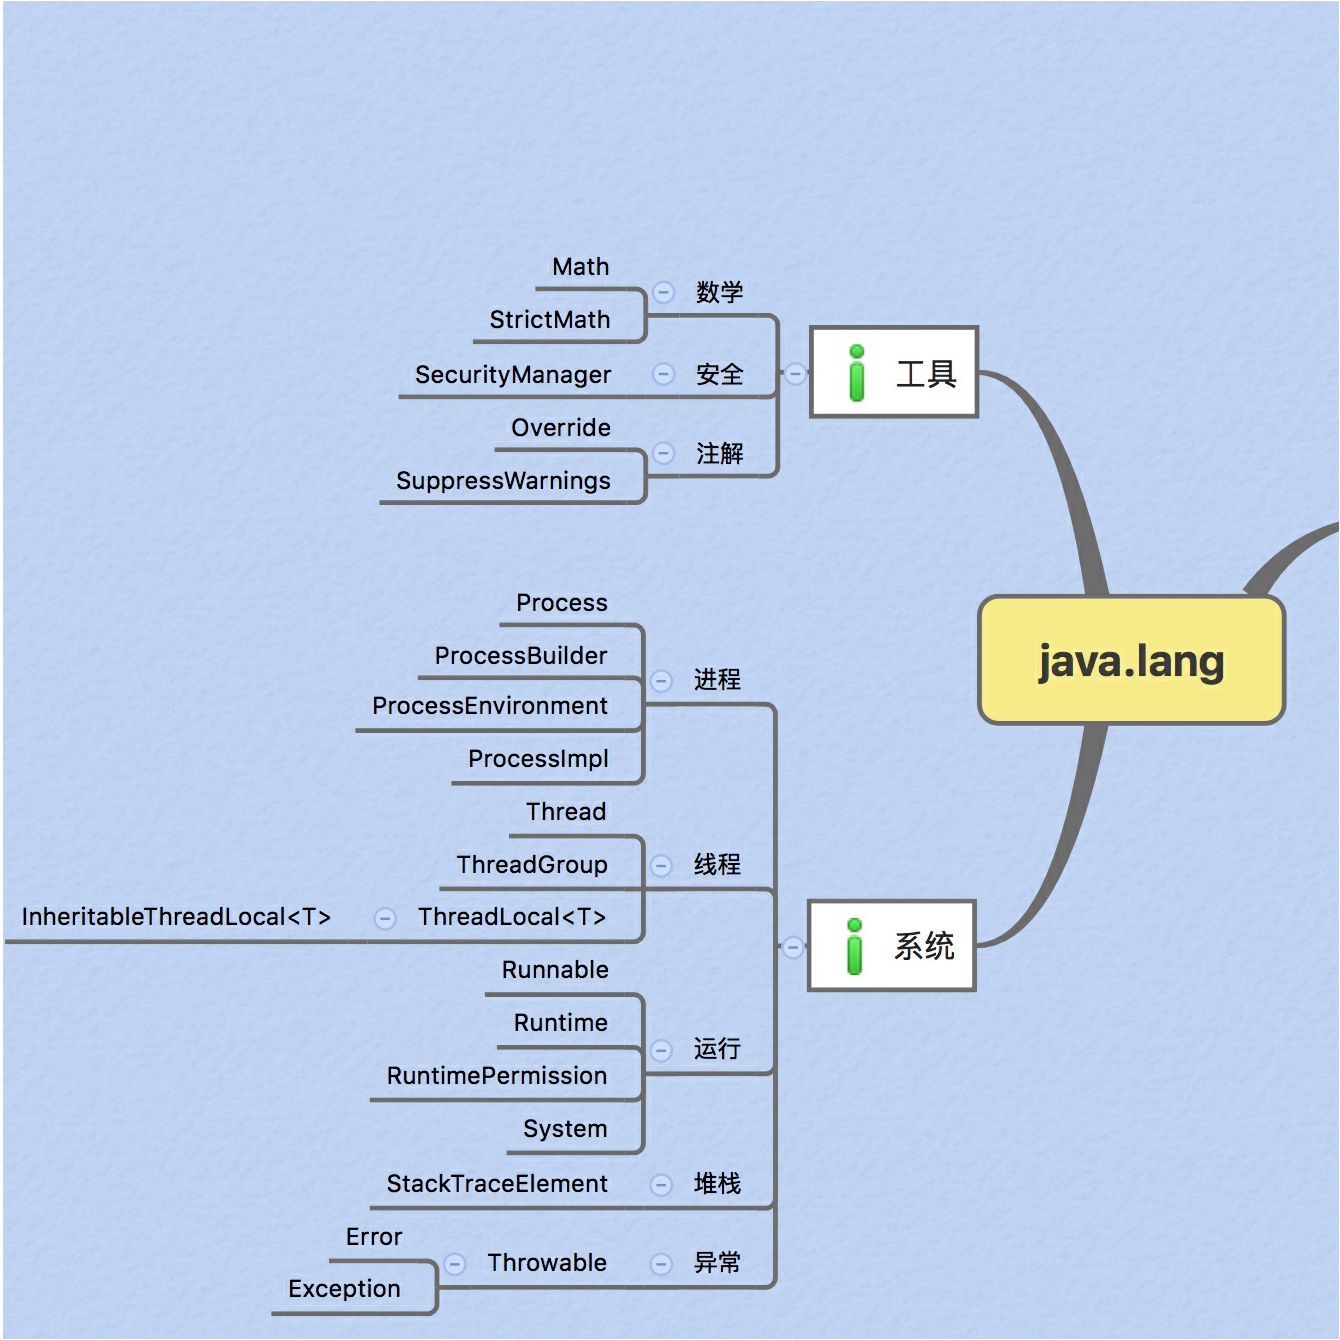 Math
数学
StrictMath
SecurityManager
安全
工具
Override
注解
SuppressWarnings
java.lang
Process
ProcessBuilder
进程
ProcessEnvironment
ProcessImpl
Thread
ThreadGroup
线程
InheritableThreadLocal<T>
ThreadLocal<T>
系统
Runnable
Runtime
运行
RuntimePermission
System
StackTraceElement
堆栈
Error
Throwable
异常
Exception